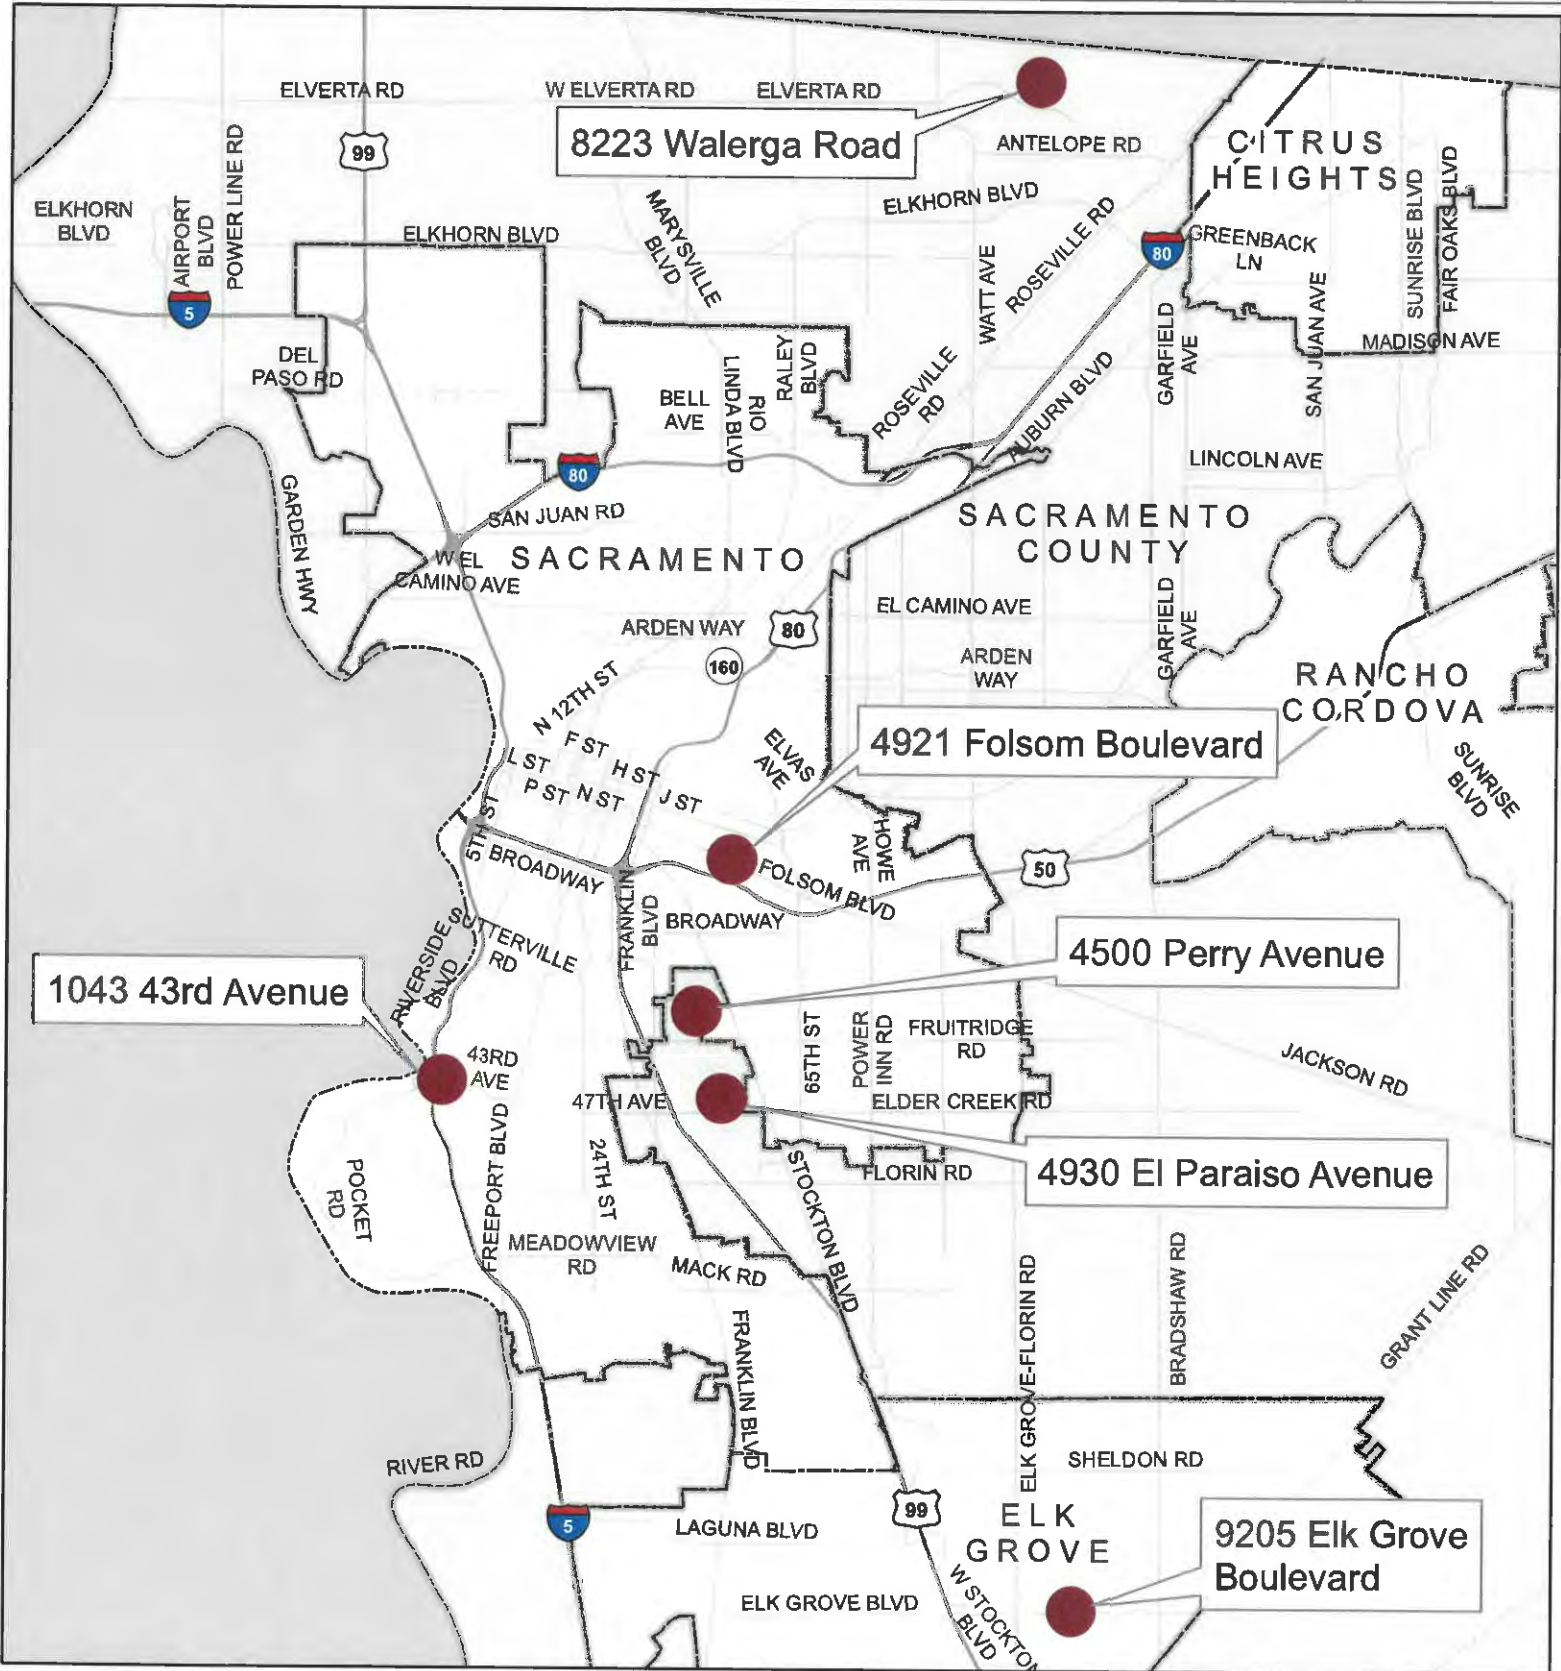 ELVERTA RD
W ELVERTA RD
ELVERTA RD
8223 Walerga Road
99
ANTELOPE RD
CITRUS
HEIGHTS
POWER LINE RD
AIRPORT
BLVD
ELKHORN
BLVD
ELKHORN BLVD
MARYSVILLE
BLVD
ELKHORN BLVD
ROSEVILLE RD
WATT AVE
80
GREENBACK
LN
SUNRISE BLVD
FAIR OAKS BLVD
5
DEL
PASO RD
BELL
AVE
RIO
LINDA BLVD
RALEY
BLVD
ROSEVILLE
RD
AUBURN BLVD
GARFIELD
AVE
SAN JUAN AVE
MADISON AVE
LINCOLN AVE
80
GARDEN HWY
SAN JUAN RD
SACRAMENTO
COUNTY
W EL
CAMINO AVE
SACRAMENTO
EL CAMINO AVE
GARFIELD
AVE
ARDEN WAY
80
160
ARDEN
WAY
RANCHO
CORDOVA
N 12TH ST
F ST
H ST
J ST
L ST
P ST
N ST
ELVAS
AVE
4921 Folsom Boulevard
SUNRISE
BLVD
5TH ST
BROADWAY
HOWE
AVE
FOLSOM BLVD
50
FRANKLIN
BLVD
BROADWAY
SUTTERVILLE
RD
RIVERSIDE
BLVD
4500 Perry Avenue
1043 43rd Avenue
43RD
AVE
65TH ST
POWER
INN RD
FRUITRIDGE
RD
JACKSON RD
47TH AVE
ELDER CREEK RD
FREEPORT BLVD
24TH ST
STOCKTON BLVD
FLORIN RD
4930 El Paraiso Avenue
POCKET
RD
MEADOWVIEW
RD
MACK RD
FRANKLIN BLVD
ELK GROVE-FLORIN RD
BRADSHAW RD
GRANT LINE RD
RIVER RD
SHELDON RD
99
5
LAGUNA BLVD
ELK
GROVE
9205 Elk Grove
Boulevard
ELK GROVE BLVD
W STOCKTON
BLVD